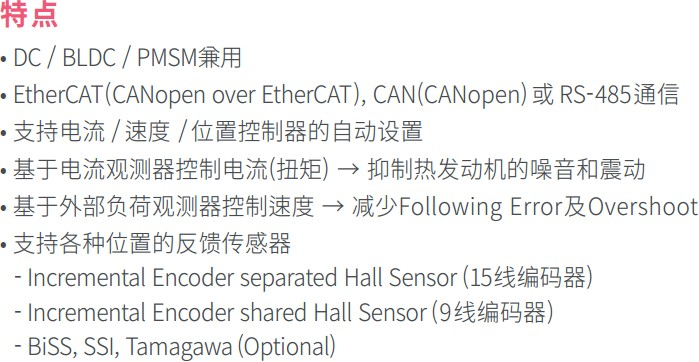 特点
• DC / BLDC / PMSM兼用
• EtherCAT(CANopen over EtherCAT), CAN(CANopen) 或 RS-485通信
• 支持电流 / 速度 / 位置控制器的自动设置
• 基于电流观测器控制电流(扭矩) → 抑制热发动机的噪音和震动
• 基于外部负荷观测器控制速度 → 减少Following Error及Overshoot
• 支持各种位置的反馈传感器
- Incremental Encoder separated Hall Sensor (15线编码器)
- Incremental Encoder shared Hall Sensor (9线编码器)
- BiSS, SSI, Tamagawa (Optional)